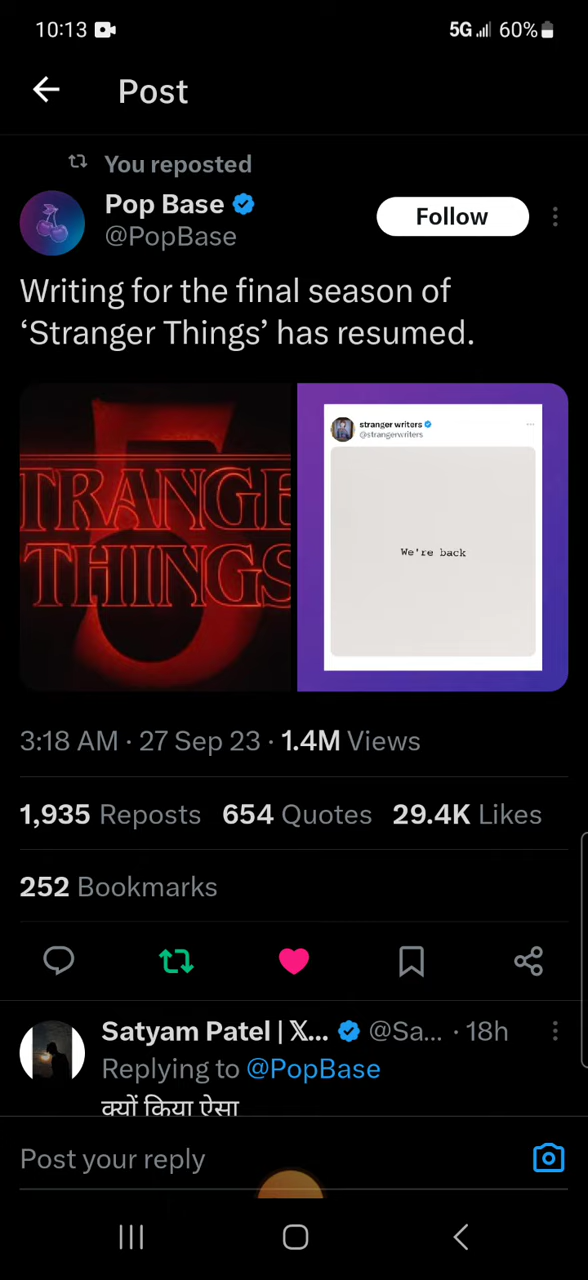 10:13
5G 60%
Post
You reposted
Pop Base
@PopBase
Follow
Writing for the final season of
‘Stranger Things’ has resumed.
TRANGE
THINGS
5
stranger writers
@strangerwriters
We're back
3:18 AM · 27 Sep 23 · 1.4M Views
1,935 Reposts 654 Quotes 29.4K Likes
252 Bookmarks
Satyam Patel | 𝕏... @Sa... · 18h
Replying to @PopBase
क्यों किया ऐसा
Post your reply